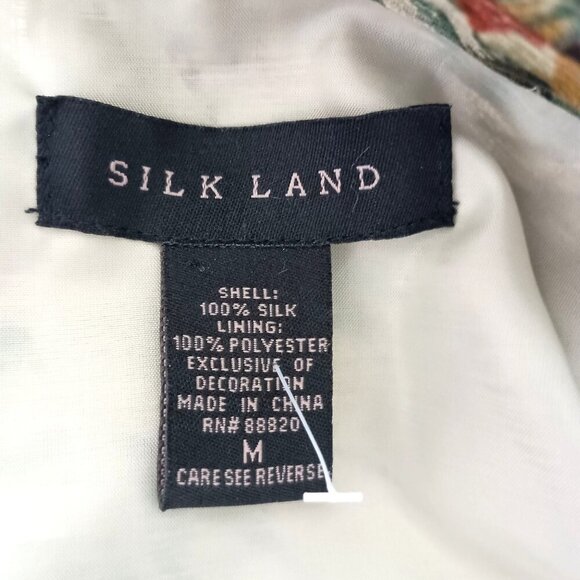 SILK LAND
SHELL:
100% SILK
LINING:
100% POLYESTER
EXCLUSIVE OF
DECORATION
MADE IN CHINA
RN# 88820
M
CARE SEE REVERSE